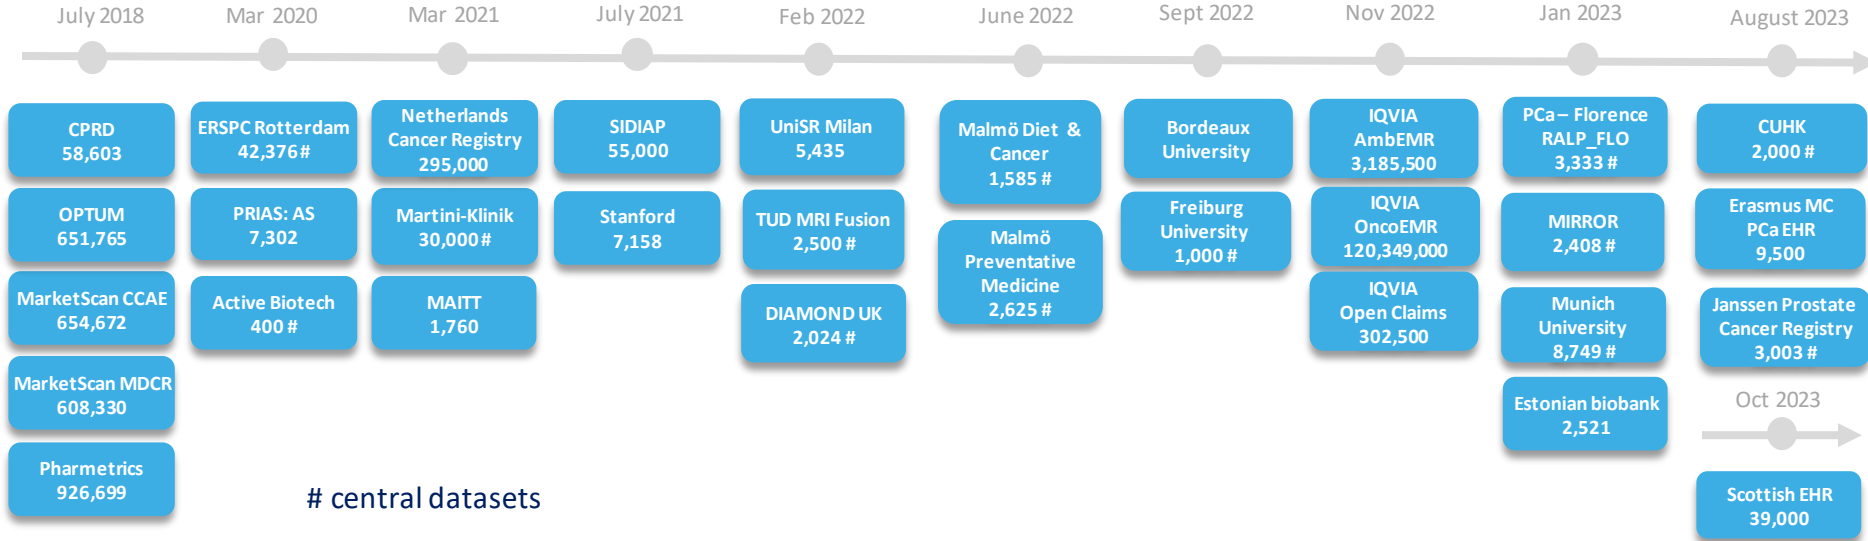 July 2018
Mar 2020
Mar 2021
July 2021
Feb 2022
June 2022
Sept 2022
Nov 2022
Jan 2023
August 2023
CPRD
58,603
OPTUM
651,765
MarketScan CCAE
654,672
MarketScan MDCR
608,330
Pharmetrics
926,699
ERSPC Rotterdam
42,376 #
PRIAS: AS
7,302
Active Biotech
400 #
Netherlands
Cancer Registry
295,000
Martini-Klinik
30,000 #
MAITT
1,760
SIDIAP
55,000
Stanford
7,158
UniSR Milan
5,435
TUD MRI Fusion
2,500 #
DIAMOND UK
2,024 #
Malmö Diet &
Cancer
1,585 #
Malmö
Preventative
Medicine
2,625 #
Bordeaux
University
Freiburg
University
1,000 #
IQVIA
AmbEMR
3,185,500
IQVIA
OncoEMR
120,349,000
IQVIA
Open Claims
302,500
PCa – Florence
RALP_FLO
3,333 #
MIRROR
2,408 #
Munich
University
8,749 #
Estonian biobank
2,521
CUHK
2,000 #
Erasmus MC
PCa EHR
9,500
Janssen Prostate
Cancer Registry
3,003 #
Oct 2023
Scottish EHR
39,000
# central datasets